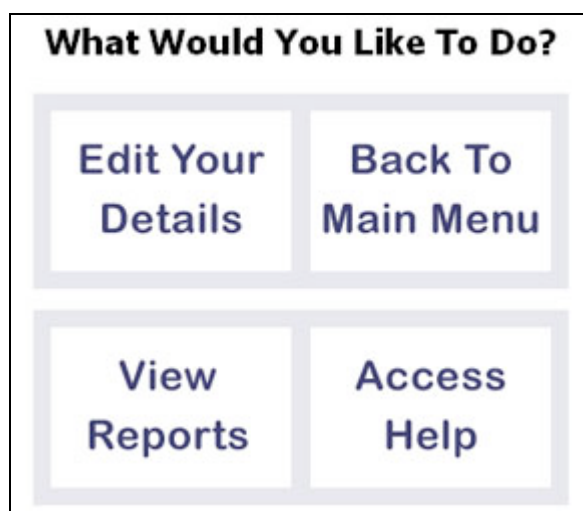 What Would You Like To Do?
Edit Your
Details
Back To
Main Menu
View
Reports
Access
Help